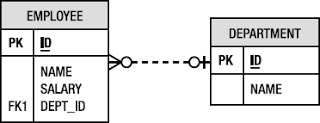 EMPLOYEE
PK ID
NAME
SALARY
FK1 DEPT_ID
DEPARTMENT
PK ID
NAME